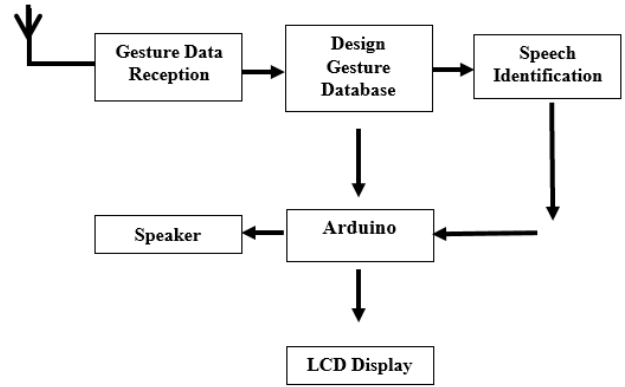 Gesture Data
Reception
Design
Gesture
Database
Speech
Identification
Speaker
Arduino
LCD Display